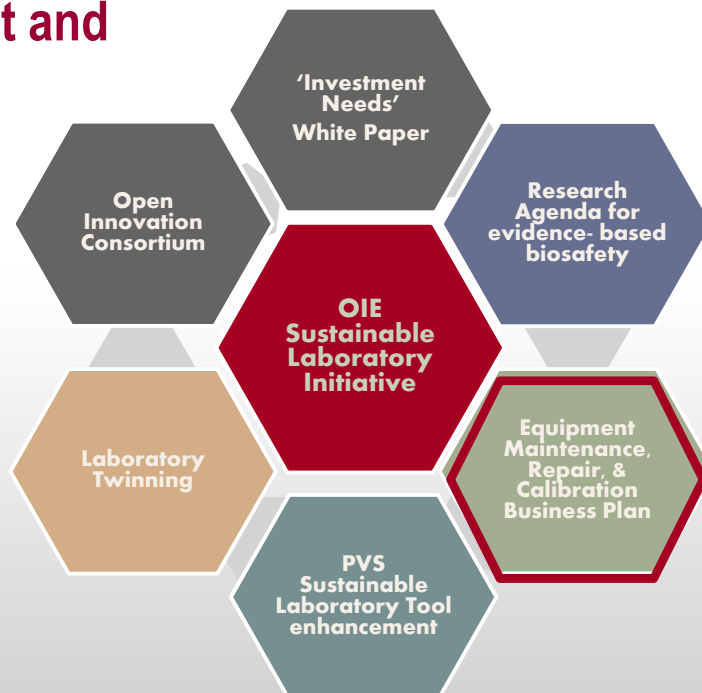 t and
‘Investment
Needs’
White Paper
Open
Innovation
Consortium
Research
Agenda for
evidence- based
biosafety
OIE
Sustainable
Laboratory
Initiative
Laboratory
Twinning
Equipment
Maintenance,
Repair, &
Calibration
Business Plan
PVS
Sustainable
Laboratory Tool
enhancement